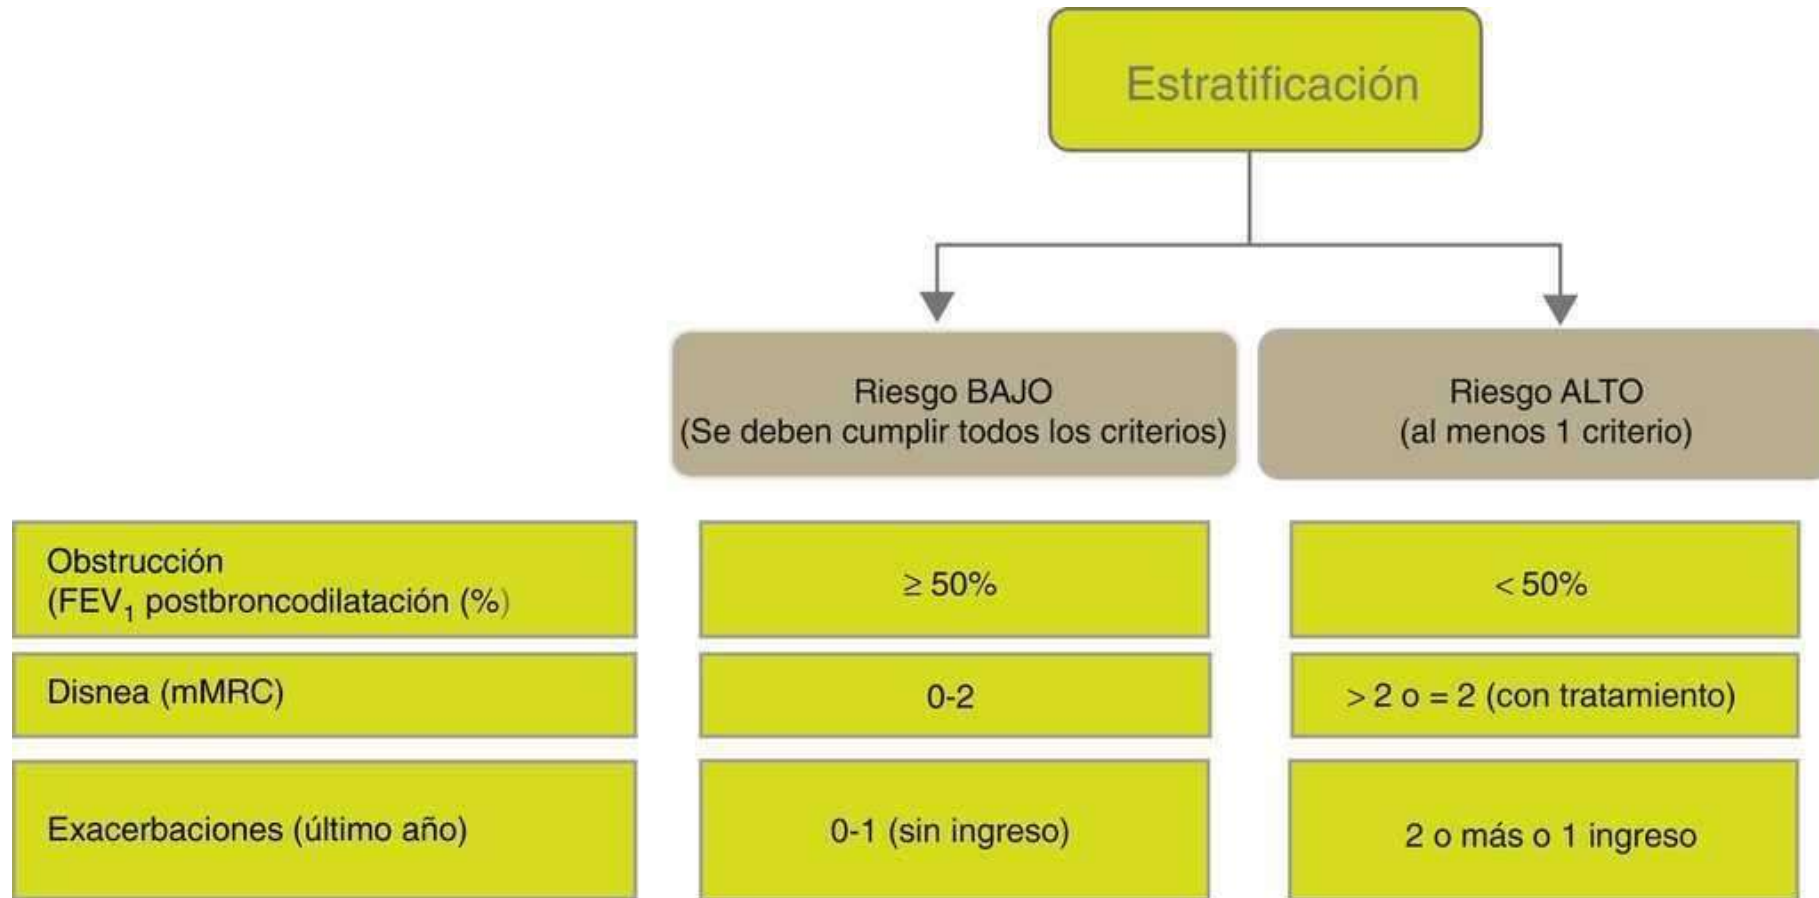 Estratificación
Riesgo BAJO
(Se deben cumplir todos los criterios)
Riesgo ALTO
(al menos 1 criterio)
Obstrucción
(FEV₁ postbroncodilatación (%)
≥ 50%
< 50%
Disnea (mMRC)
0-2
> 2 o = 2 (con tratamiento)
Exacerbaciones (último año)
0-1 (sin ingreso)
2 o más o 1 ingreso